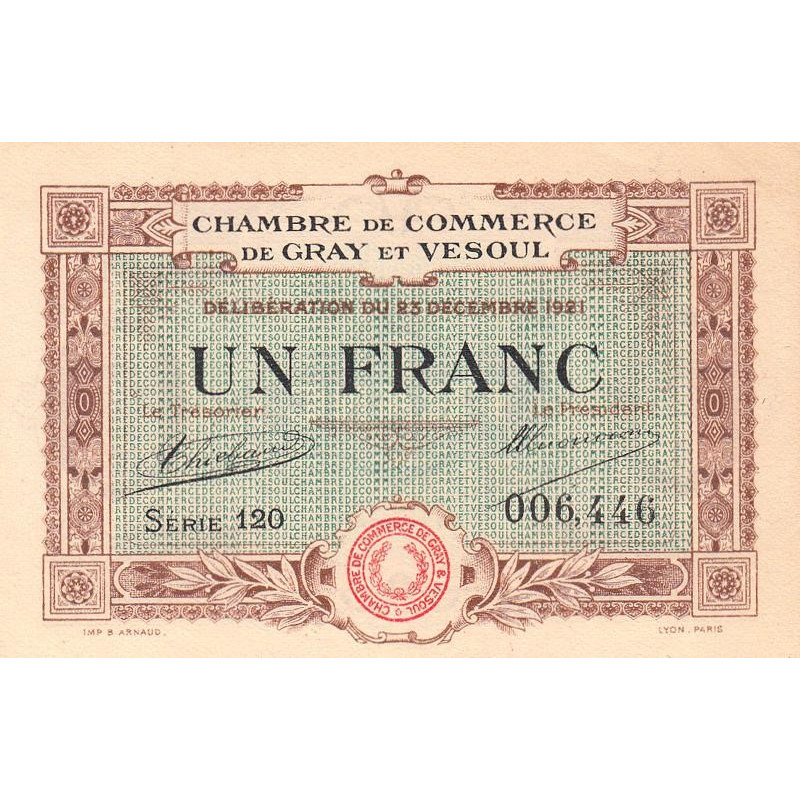 CHAMBRE DE COMMERCE
DE GRAY ET VESOUL
DÉLIBÉRATION DU 23 DÉCEMBRE 1921
UN FRANC
Le Trésorier Le Président
SÉRIE 120 006,446
CHAMBRE DE COMMERCE DE GRAY & VESOUL
IMP B. ARNAUD. LYON. PARIS